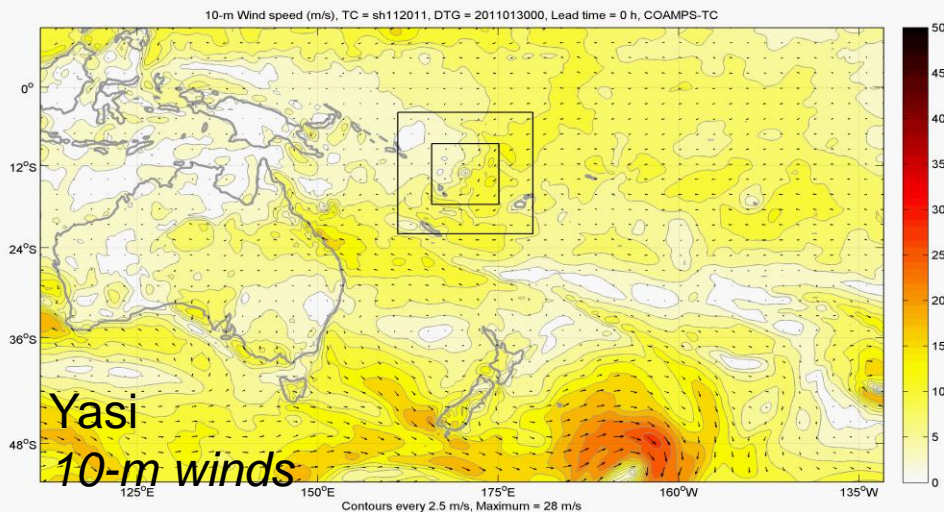 10-m Wind speed (m/s), TC = sh112011, DTG = 2011013000, Lead time = 0 h, COAMPS-TC
50
45
40
35
30
25
20
15
10
5
0
0°
12°S
24°S
36°S
48°S
Yasi
10-m winds
125°E
150°E
175°E
160°W
135°W
Contours every 2.5 m/s, Maximum = 28 m/s